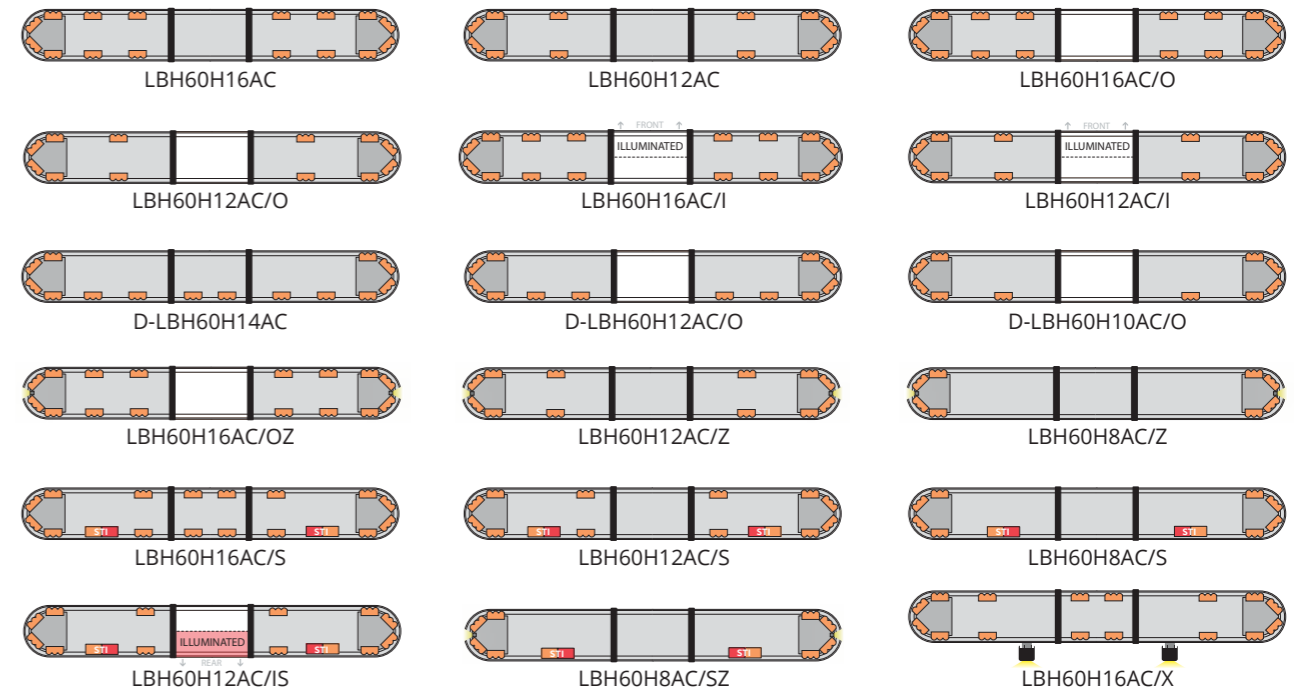 LBH60H16AC
LBH60H12AC
LBH60H16AC/O
LBH60H12AC/O
↑ FRONT ↑
ILLUMINATED
LBH60H16AC/I
↑ FRONT ↑
ILLUMINATED
LBH60H12AC/I
D-LBH60H14AC
D-LBH60H12AC/O
D-LBH60H10AC/O
LBH60H16AC/OZ
LBH60H12AC/Z
LBH60H8AC/Z
STI STI
LBH60H16AC/S
STI STI
LBH60H12AC/S
STI STI
LBH60H8AC/S
STI ILLUMINATED STI
↓ REAR ↓
LBH60H12AC/IS
STI STI
LBH60H8AC/SZ
LBH60H16AC/X